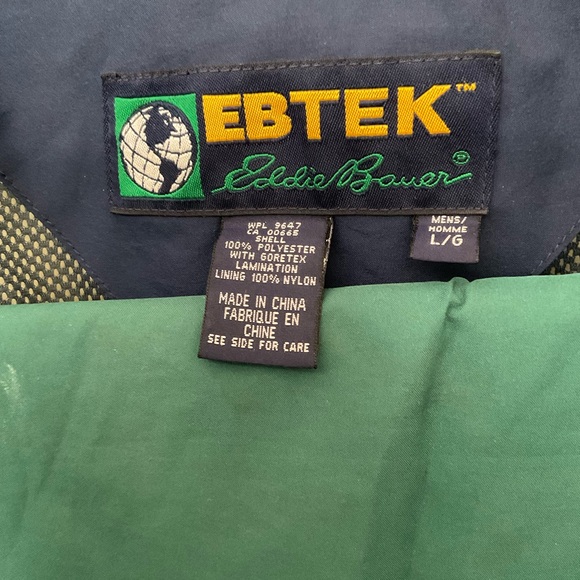 EBTEK™
Eddie Bauer®
WPL 9647
CA 00665
SHELL
100% POLYESTER
WITH GORETEX
LAMINATION
LINING 100% NYLON
MADE IN CHINA
FABRIQUE EN
CHINE
SEE SIDE FOR CARE
MENS/
HOMME
L/G